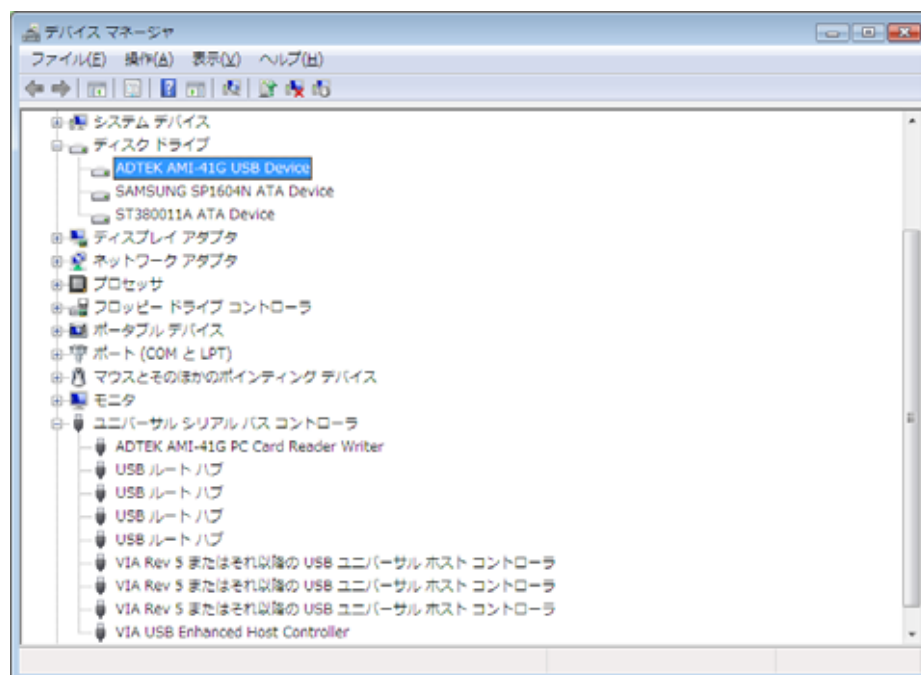 デバイス マネージャ
ファイル(E) 操作(A) 表示(V) ヘルプ(H)
システム デバイス
ディスク ドライブ
ADTEK AMI-41G USB Device
SAMSUNG SP1604N ATA Device
ST380011A ATA Device
ディスプレイ アダプタ
ネットワーク アダプタ
プロセッサ
フロッピー ドライブ コントローラ
ポータブル デバイス
ポート (COM と LPT)
マウスとそのほかのポインティング デバイス
モニタ
ユニバーサル シリアル バス コントローラ
ADTEK AMI-41G PC Card Reader Writer
USB ルート ハブ
USB ルート ハブ
USB ルート ハブ
USB ルート ハブ
VIA Rev 5 またはそれ以降の USB ユニバーサル ホスト コントローラ
VIA Rev 5 またはそれ以降の USB ユニバーサル ホスト コントローラ
VIA Rev 5 またはそれ以降の USB ユニバーサル ホスト コントローラ
VIA USB Enhanced Host Controller